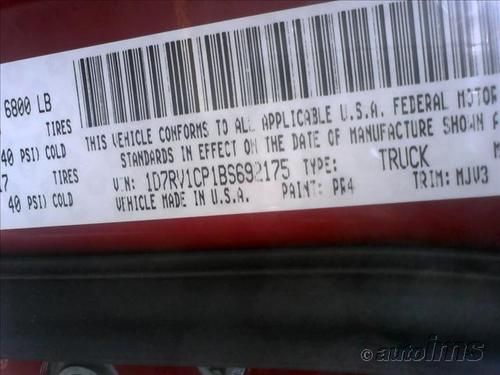 6800 LB
TIRES
40 PSI) COLD
17 TIRES
40 PSI) COLD
THIS VEHICLE CONFORMS TO ALL APPLICABLE U.S.A. FEDERAL MOTOR
STANDARDS IN EFFECT ON THE DATE OF MANUFACTURE SHOWN
VIN: 1D7RV1CP1BS692175 TYPE: TRUCK
VEHICLE MADE IN U.S.A. PAINT: PR4 TRIM: MJV3
© autoims